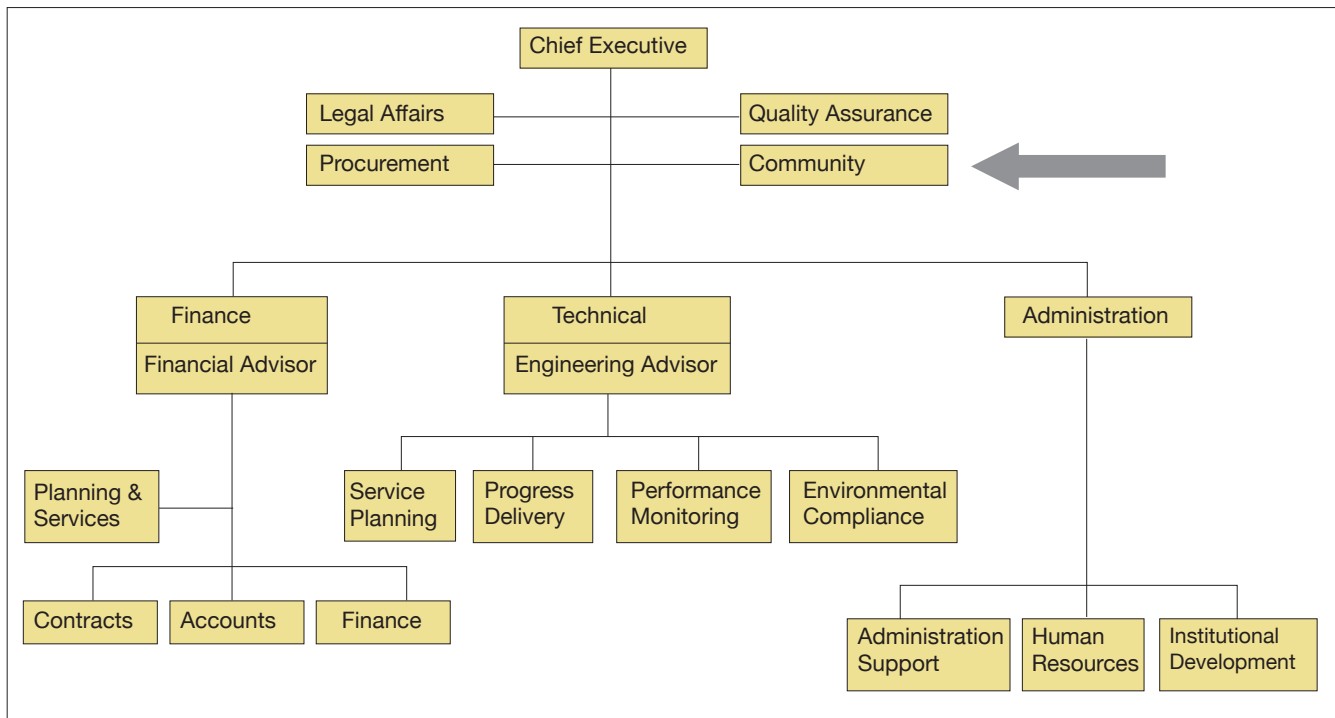 Chief Executive
Legal Affairs
Quality Assurance
Procurement
Community
Finance
Financial Advisor
Technical
Engineering Advisor
Administration
Planning &
Services
Service
Planning
Progress
Delivery
Performance
Monitoring
Environmental
Compliance
Contracts
Accounts
Finance
Administration
Support
Human
Resources
Institutional
Development